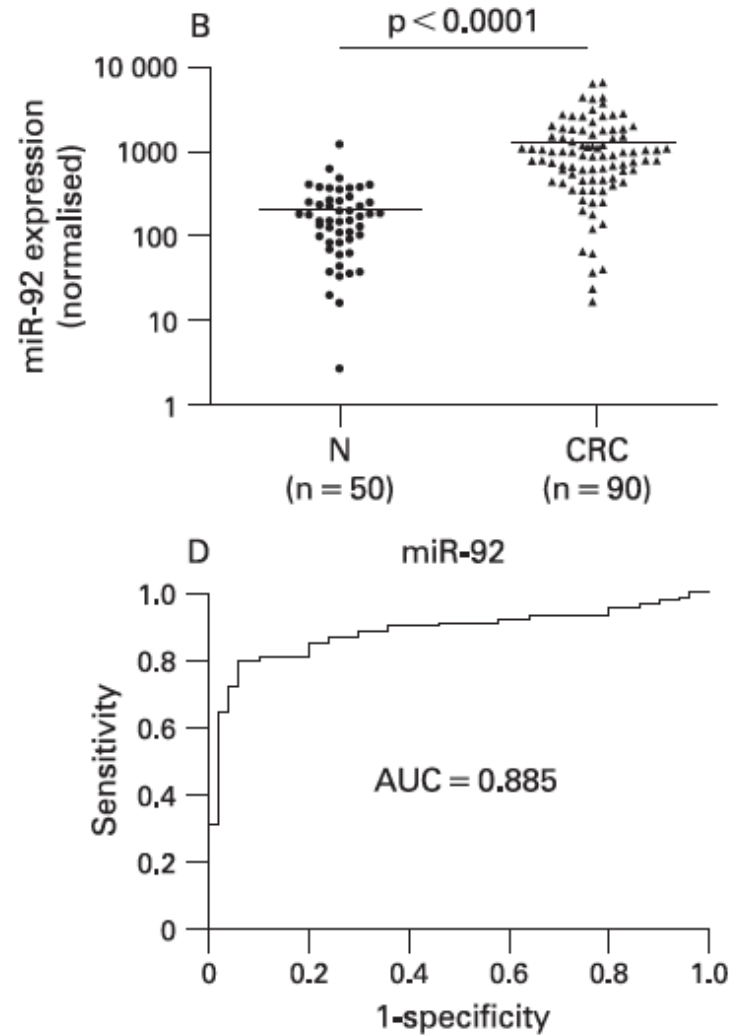 B
p < 0.0001
10 000
1000
100
10
1
miR-92 expression
(normalised)
N
(n = 50)
CRC
(n = 90)
D
miR-92
1.0
0.8
0.6
0.4
0.2
0
Sensitivity
AUC = 0.885
0
0.2
0.4
0.6
0.8
1.0
1-specificity